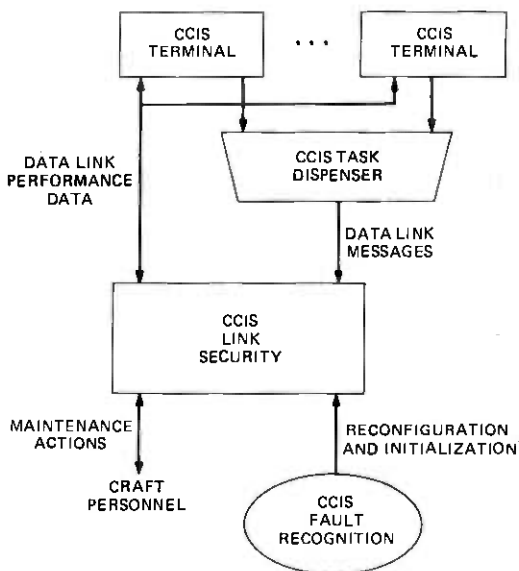 CCIS
TERMINAL
. . .
CCIS
TERMINAL
CCIS TASK
DISPENSER
DATA LINK
PERFORMANCE
DATA
DATA LINK
MESSAGES
CCIS
LINK
SECURITY
MAINTENANCE
ACTIONS
RECONFIGURATION
AND INITIALIZATION
CRAFT
PERSONNEL
CCIS
FAULT
RECOGNITION